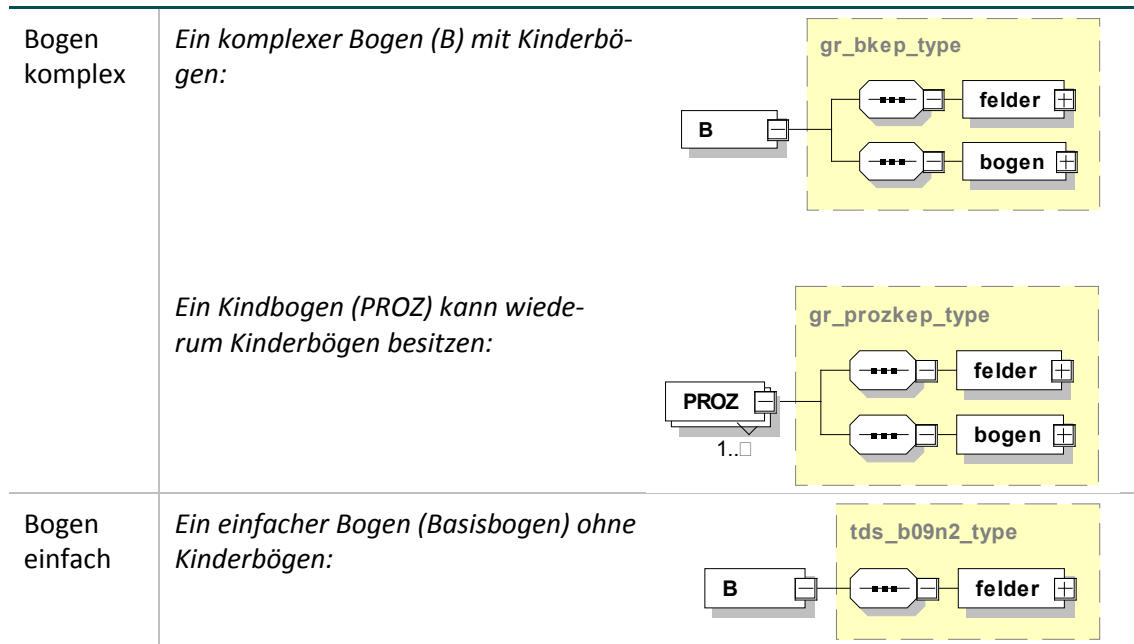 Bogen
komplex
Ein komplexer Bogen (B) mit Kinderbö-
gen:
gr_bkep_type
felder
B
bogen
Ein Kindbogen (PROZ) kann wiede-
rum Kinderbögen besitzen:
gr_prozkep_type
felder
PROZ
bogen
1..□
Bogen
einfach
Ein einfacher Bogen (Basisbogen) ohne
Kinderbögen:
tds_b09n2_type
B
felder